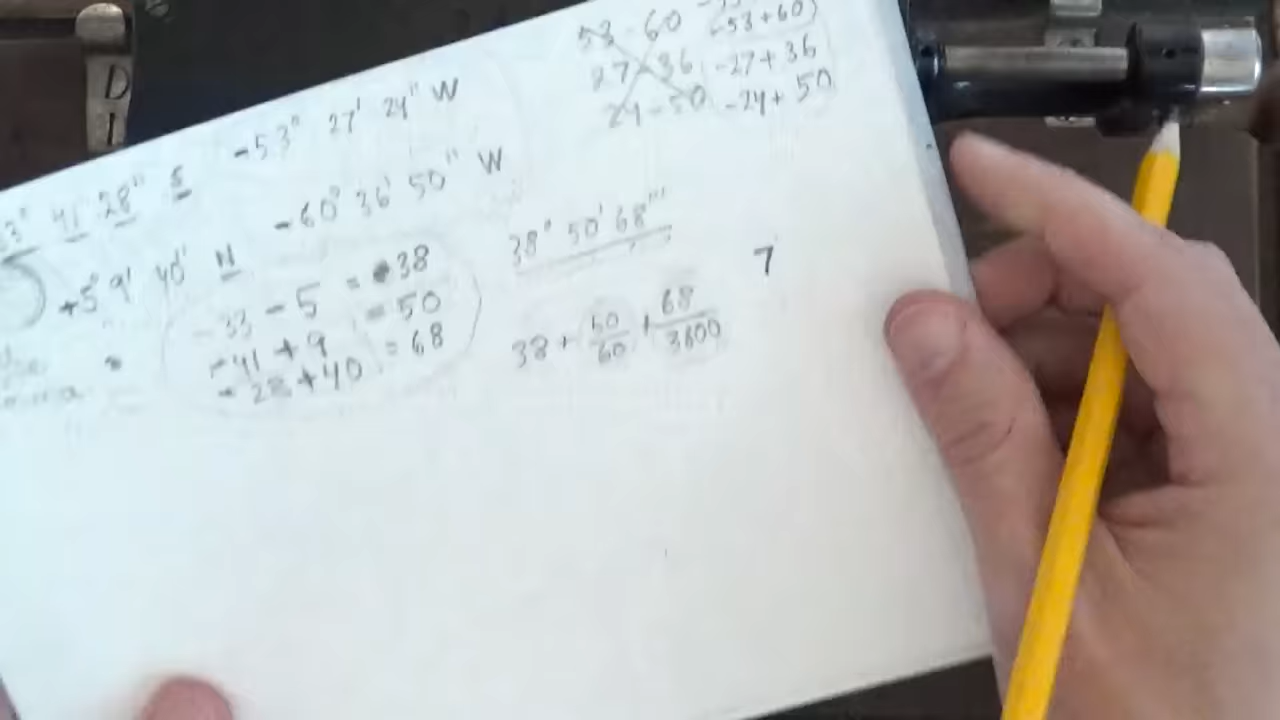 -53° 27' 24" W
-60° 36' 50" W
41' 28" S
+5° 9' 40" N
-33 - 5 = 38
-41 + 9 = 50
-28 + 40 = 68
38° 50' 68"'
38 + 50/60 + 68/3600
53 - 60
27 36
24 - 50
-53+60)
-27+36
-24+ 50
7
D